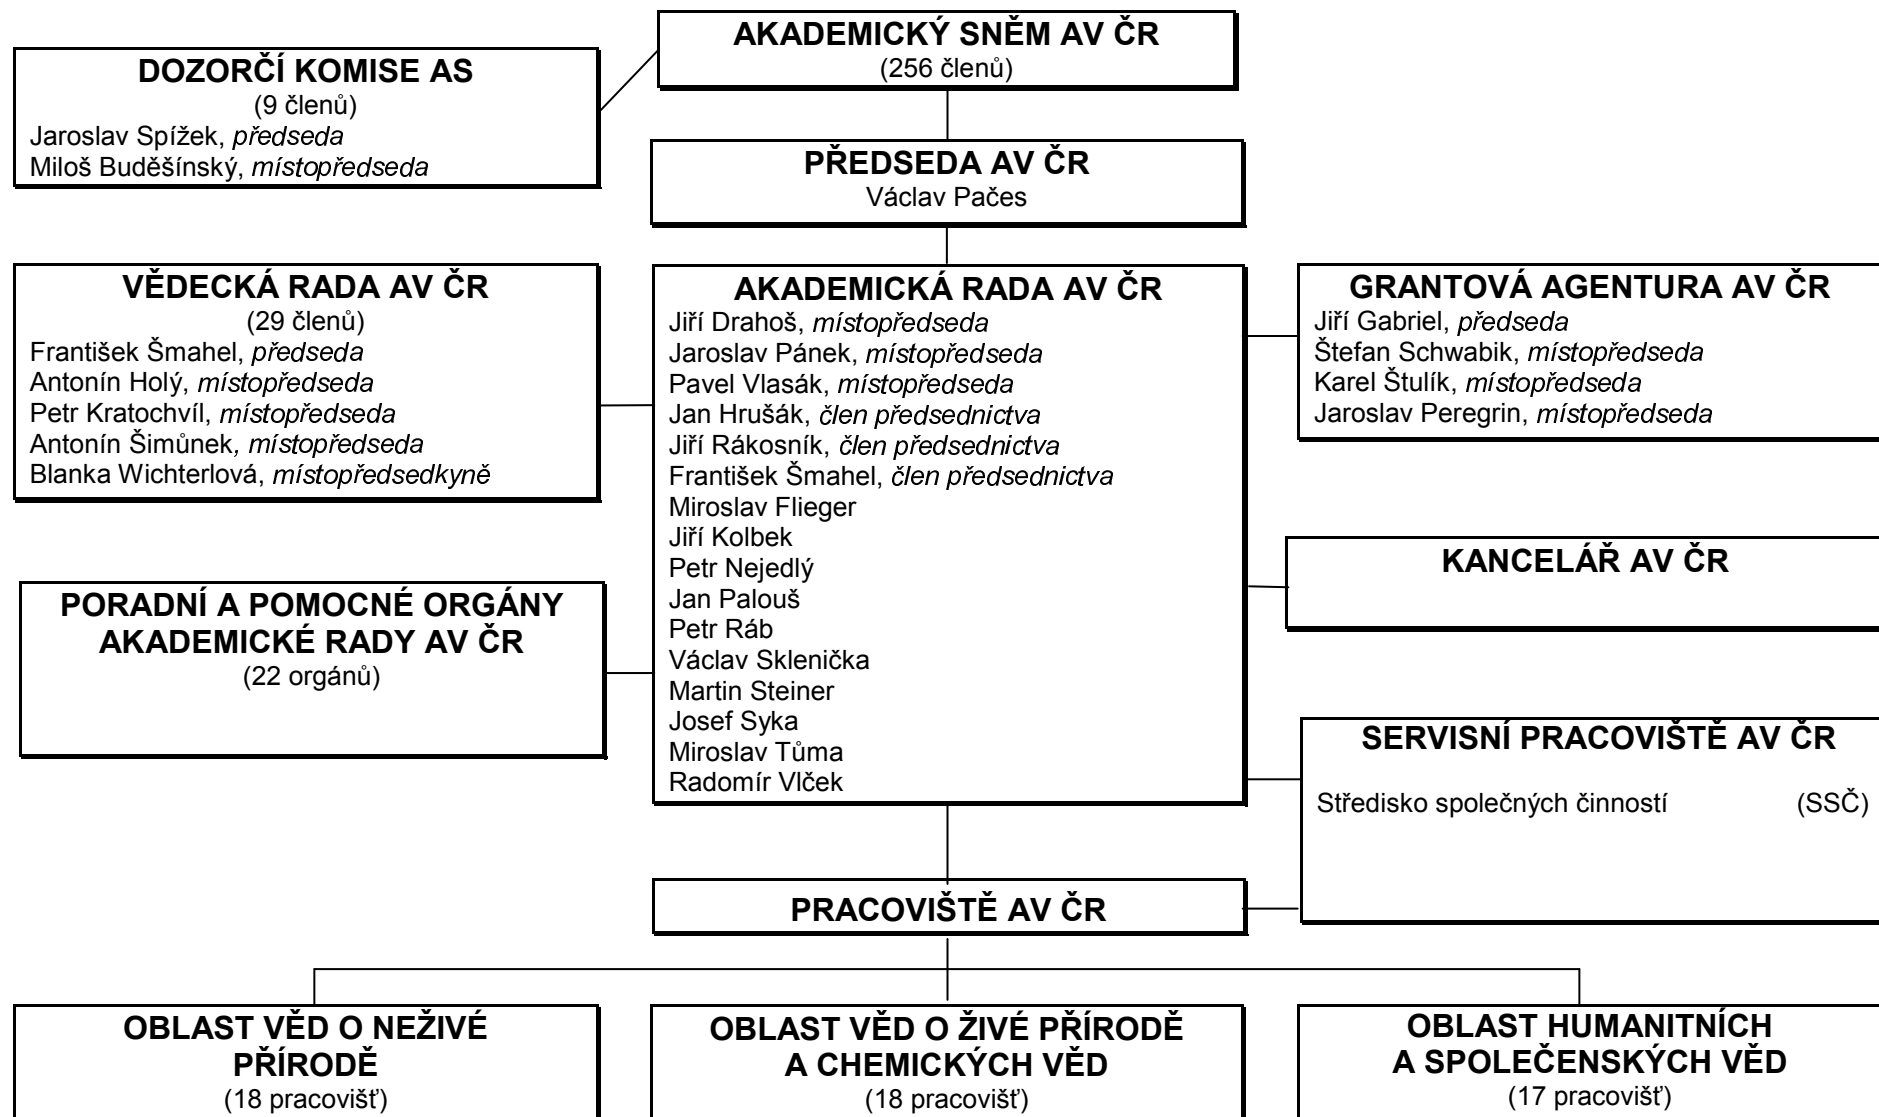 AKADEMICKÝ SNĚM AV ČR
(256 členů)
DOZORČÍ KOMISE AS
(9 členů)
Jaroslav Spížek, předseda
Miloš Buděšínský, místopředseda
PŘEDSEDA AV ČR
Václav Pačes
VĚDECKÁ RADA AV ČR
(29 členů)
František Šmahel, předseda
Antonín Holý, místopředseda
Petr Kratochvíl, místopředseda
Antonín Šimůnek, místopředseda
Blanka Wichterlová, místopředsedkyně
AKADEMICKÁ RADA AV ČR
Jiří Drahoš, místopředseda
Jaroslav Pánek, místopředseda
Pavel Vlasák, místopředseda
Jan Hrušák, člen předsednictva
Jiří Rákosník, člen předsednictva
František Šmahel, člen předsednictva
Miroslav Flieger
Jiří Kolbek
Petr Nejedlý
Jan Palouš
Petr Ráb
Václav Sklenička
Martin Steiner
Josef Syka
Miroslav Tůma
Radomír Vlček
GRANTOVÁ AGENTURA AV ČR
Jiří Gabriel, předseda
Štefan Schwabik, místopředseda
Karel Štulík, místopředseda
Jaroslav Peregrin, místopředseda
KANCELÁŘ AV ČR
PORADNÍ A POMOCNÉ ORGÁNY
AKADEMICKÉ RADY AV ČR
(22 orgánů)
SERVISNÍ PRACOVIŠTĚ AV ČR
Středisko společných činností (SSČ)
PRACOVIŠTĚ AV ČR
OBLAST VĚD O NEŽIVÉ
PŘÍRODĚ
(18 pracovišť)
OBLAST VĚD O ŽIVÉ PŘÍRODĚ
A CHEMICKÝCH VĚD
(18 pracovišť)
OBLAST HUMANITNÍCH
A SPOLEČENSKÝCH VĚD
(17 pracovišť)